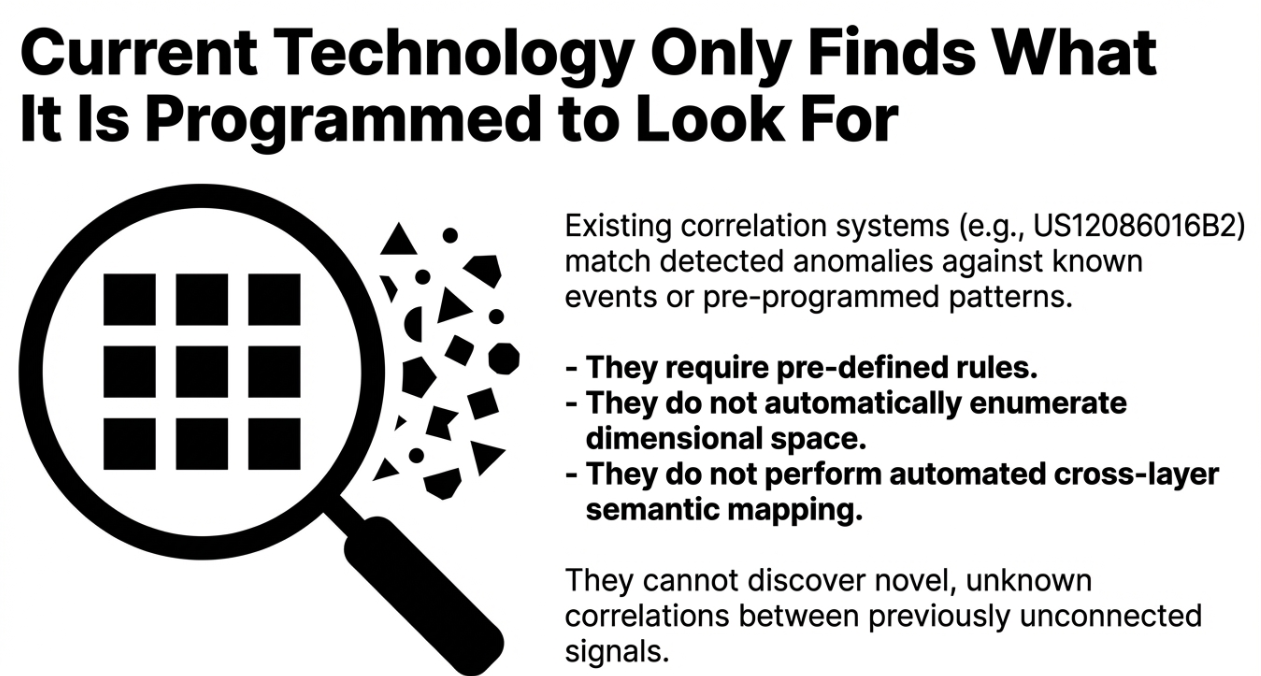 Current Technology Only Finds What
It Is Programmed to Look For
Existing correlation systems (e.g., US12086016B2)
match detected anomalies against known
events or pre-programmed patterns.
- They require pre-defined rules.
- They do not automatically enumerate
dimensional space.
- They do not perform automated cross-layer
semantic mapping.
They cannot discover novel, unknown
correlations between previously unconnected
signals.